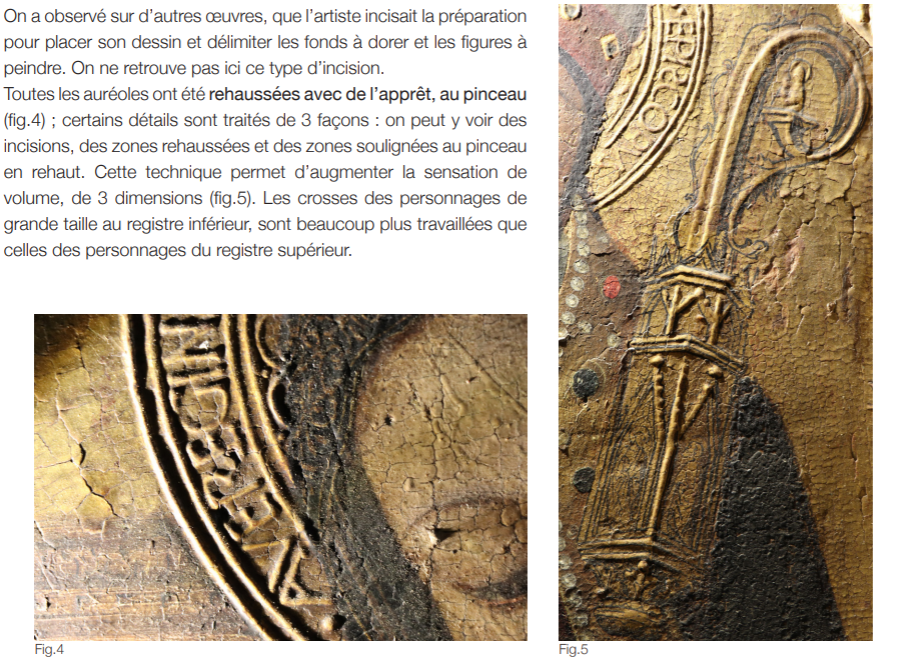 On a observé sur d’autres œuvres, que l’artiste incisait la préparation
pour placer son dessin et délimiter les fonds à dorer et les figures à
peindre. On ne retrouve pas ici ce type d’incision.
Toutes les auréoles ont été rehaussées avec de l’apprêt, au pinceau
(fig.4) ; certains détails sont traités de 3 façons : on peut y voir des
incisions, des zones rehaussées et des zones soulignées au pinceau
en rehaut. Cette technique permet d’augmenter la sensation de
volume, de 3 dimensions (fig.5). Les crosses des personnages de
grande taille au registre inférieur, sont beaucoup plus travaillées que
celles des personnages du registre supérieur.
Fig.4
Fig.5